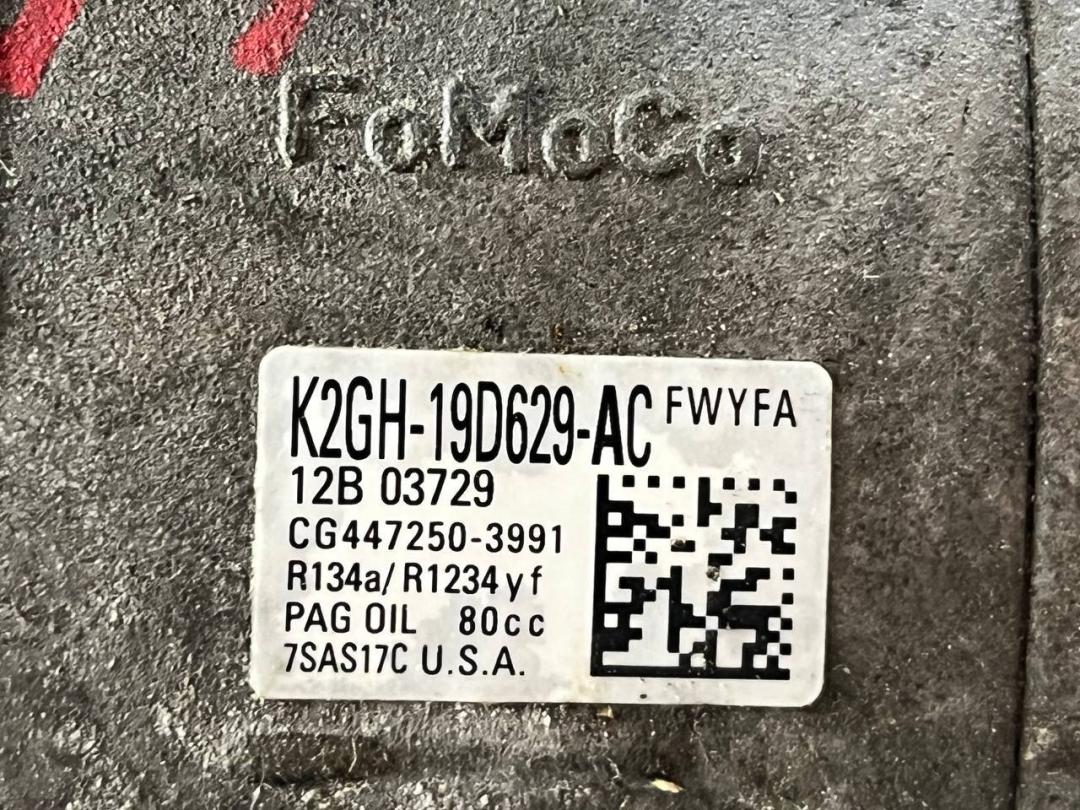 FoMoCo
K2GH-19D629-AC FWYFA
12B 03729
CG447250-3991
R134a/R1234yf
PAG OIL 80cc
7SAS17C U.S.A.